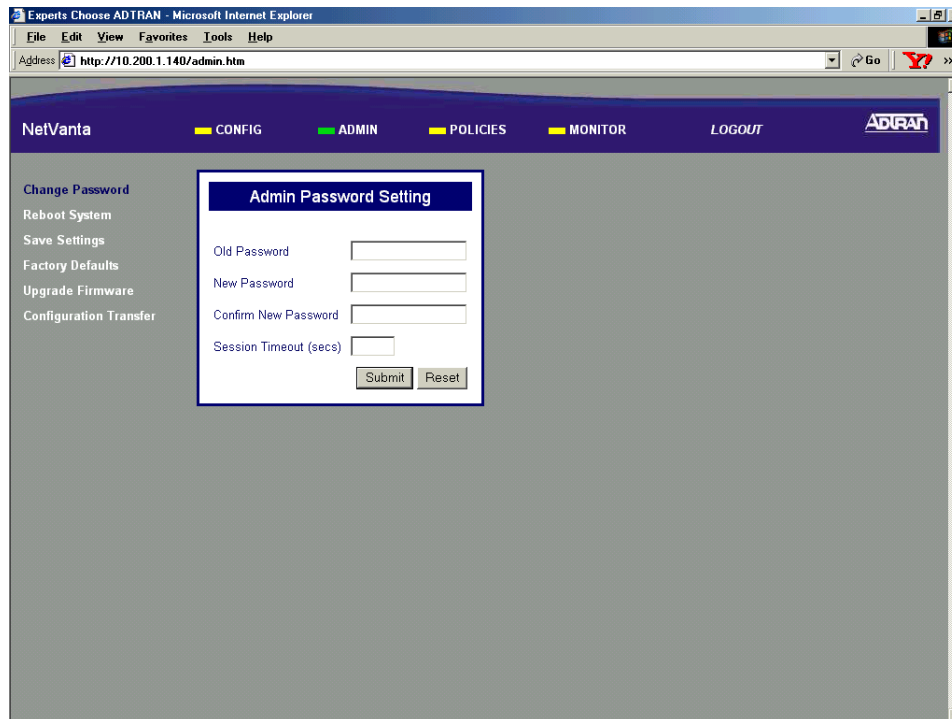 Experts Choose ADTRAN - Microsoft Internet Explorer
File Edit View Favorites Tools Help
Address http://10.200.1.140/admin.htm Go Y! »
NetVanta CONFIG ADMIN POLICIES MONITOR LOGOUT ADTRAN
Change Password
Reboot System
Save Settings
Factory Defaults
Upgrade Firmware
Configuration Transfer
Admin Password Setting
Old Password
New Password
Confirm New Password
Session Timeout (secs)
Submit Reset